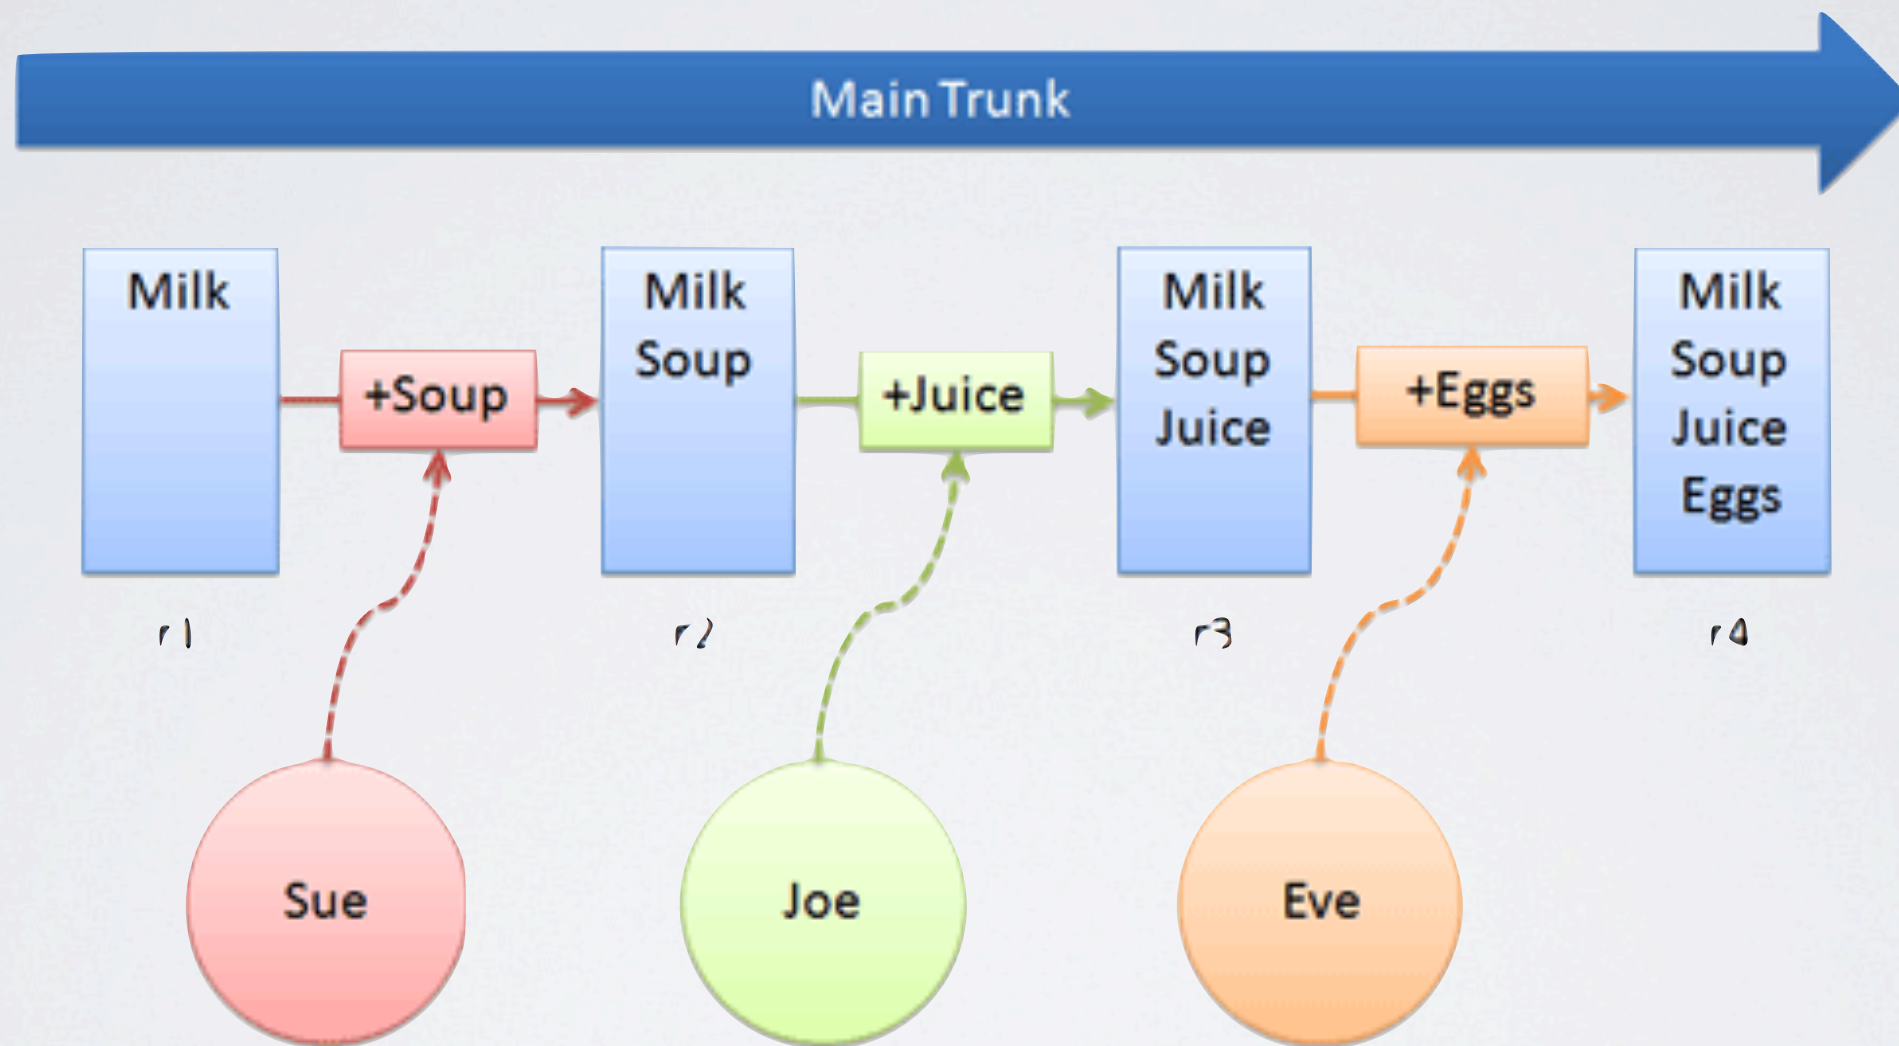 Main Trunk
Milk
+Soup
Milk
Soup
+Juice
Milk
Soup
Juice
+Eggs
Milk
Soup
Juice
Eggs
r1
r2
r3
r4
Sue
Joe
Eve